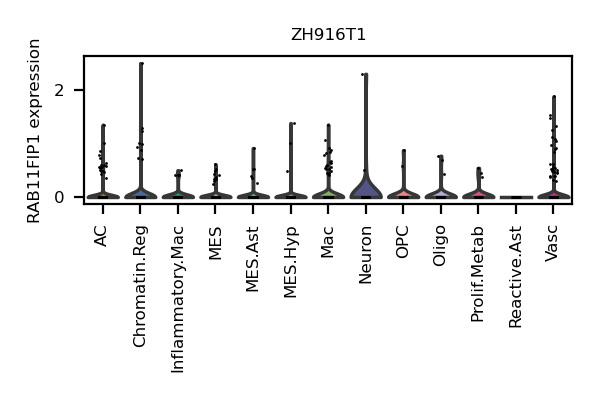 ZH916T1
RAB11FIP1 expression
2
0
AC
Chromatin.Reg
Inflammatory.Mac
MES
MES.Ast
MES.Hyp
Mac
Neuron
OPC
Oligo
Prolif.Metab
Reactive.Ast
Vasc